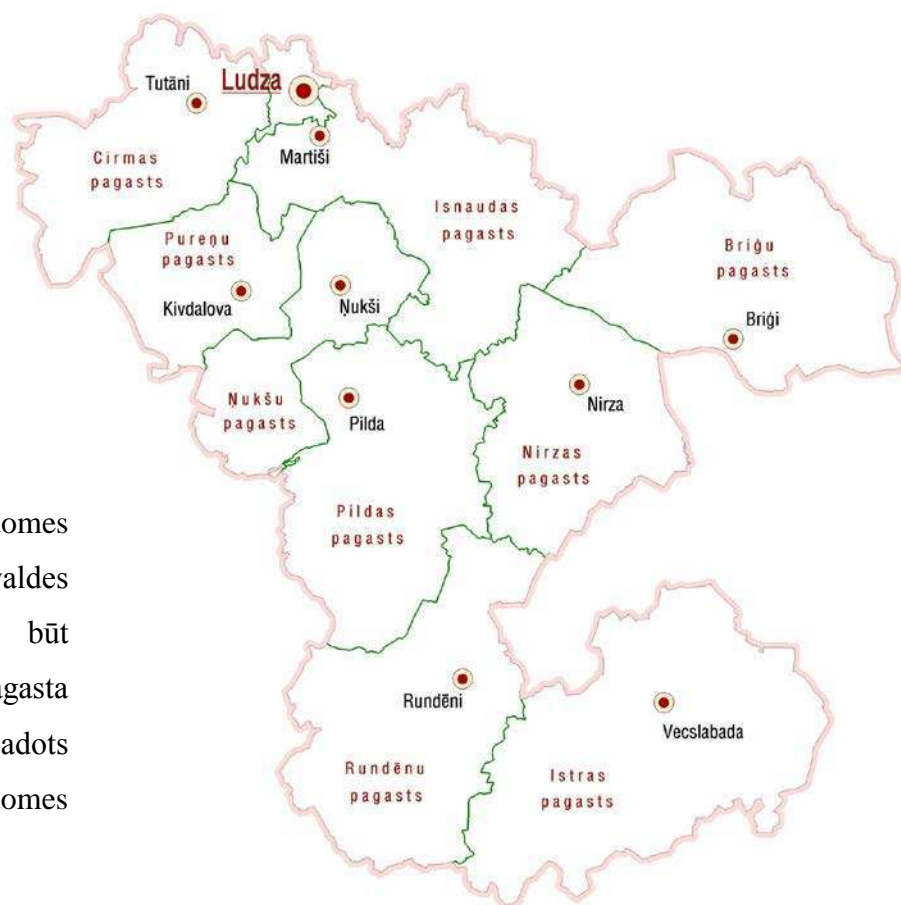 Ludza
Tutāni
Martiši
Cirmas
pagasts
Isnaudas
pagasts
Pureņu
pagasts
Briģu
pagasts
Kivdalova
Ņukši
Briģi
Ņukšu
pagasts
Pilda
Nirza
Nirzas
pagasts
Pildas
pagasts
omes
valdes
būt
agasta
adots
omes
Rundēni
Vecslabada
Rundēnu
pagasts
Istras
pagasts